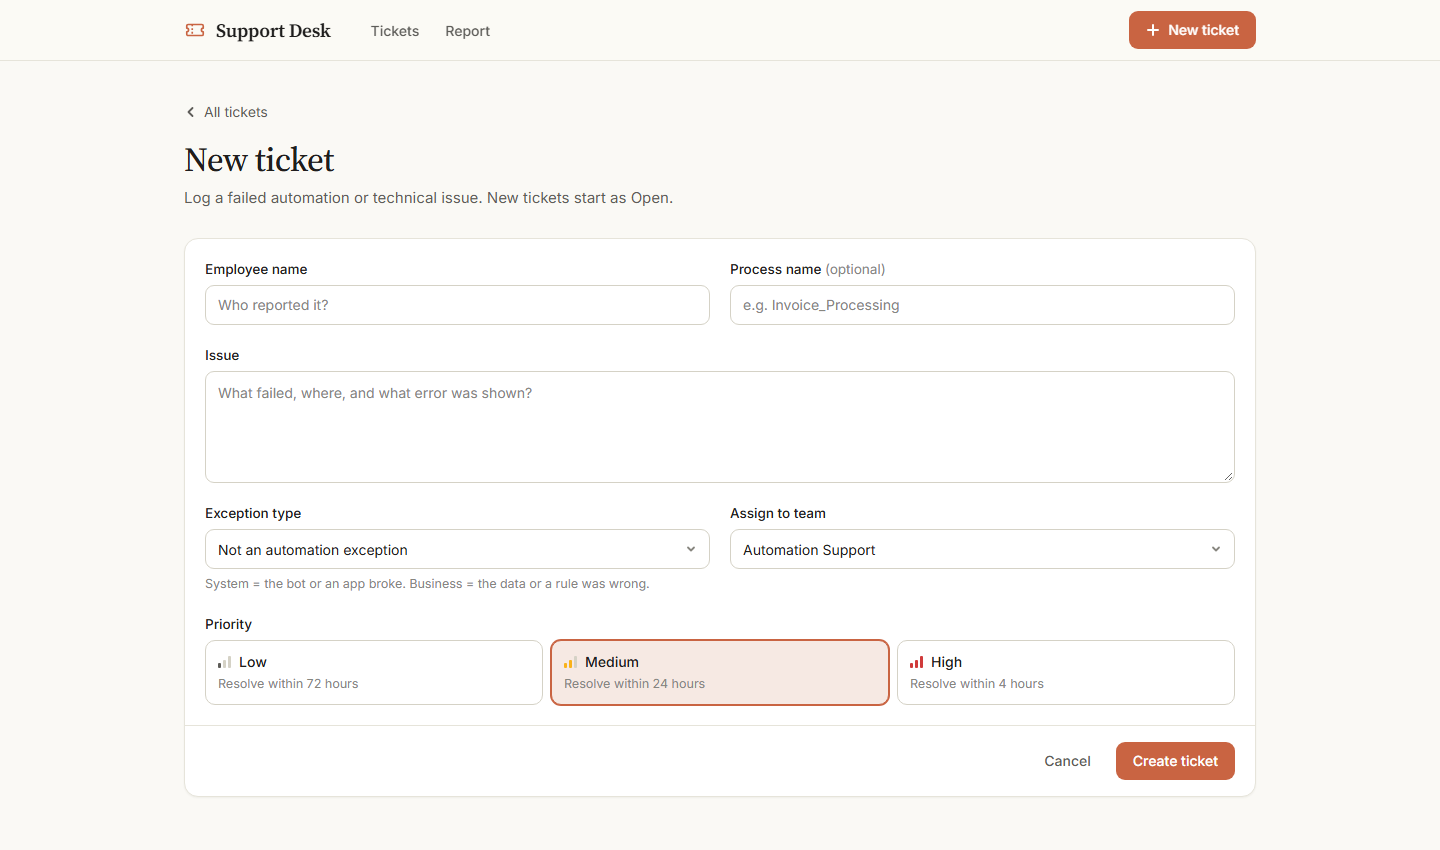 Support Desk
Tickets
Report
New ticket
All tickets
New ticket
Log a failed automation or technical issue. New tickets start as Open.
Employee name
Process name (optional)
Who reported it?
e.g. Invoice_Processing
Issue
What failed, where, and what error was shown?
Exception type
Assign to team
Not an automation exception
Automation Support
System = the bot or an app broke. Business = the data or a rule was wrong.
Priority
Low
Resolve within 72 hours
Medium
Resolve within 24 hours
High
Resolve within 4 hours
Cancel
Create ticket